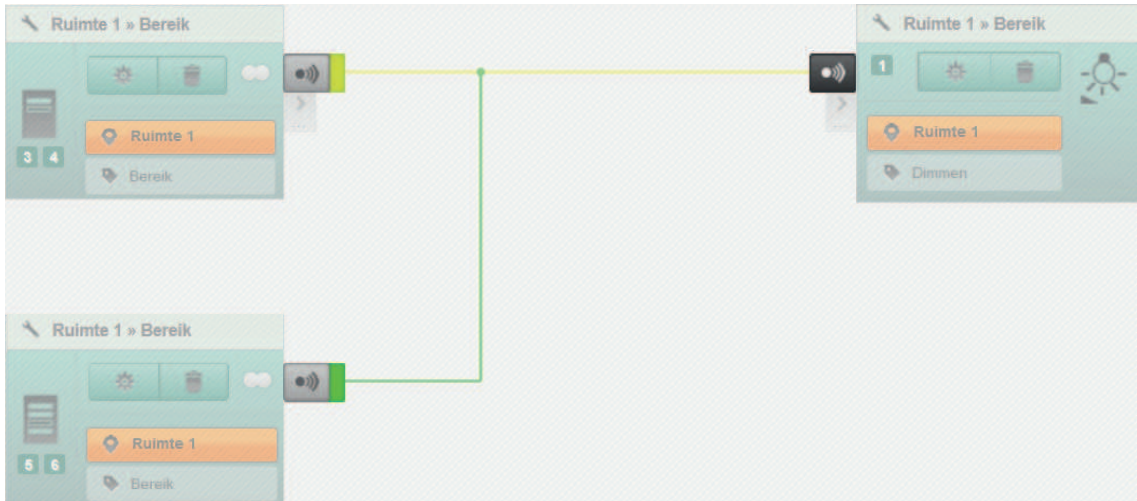 Ruimte 1 » Bereik
Ruimte 1
3 4
Bereik
Ruimte 1 » Bereik
1
Ruimte 1
Dimmen
Ruimte 1 » Bereik
Ruimte 1
5 6
Bereik